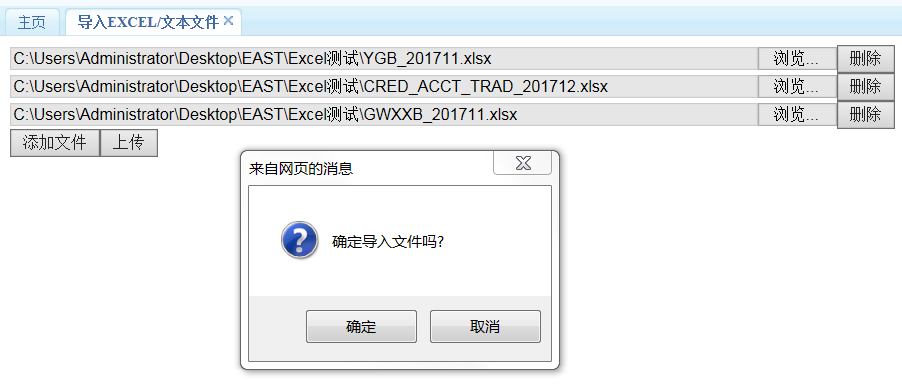 主页 导入EXCEL/文本文件
C:\Users\Administrator\Desktop\EAST\Excel测试\YGB_201711.xlsx 浏览... 删除
C:\Users\Administrator\Desktop\EAST\Excel测试\CRED_ACCT_TRAD_201712.xlsx 浏览... 删除
C:\Users\Administrator\Desktop\EAST\Excel测试\GWXXB_201711.xlsx 浏览... 删除
添加文件 上传
来自网页的消息
确定导入文件吗?
确定 取消